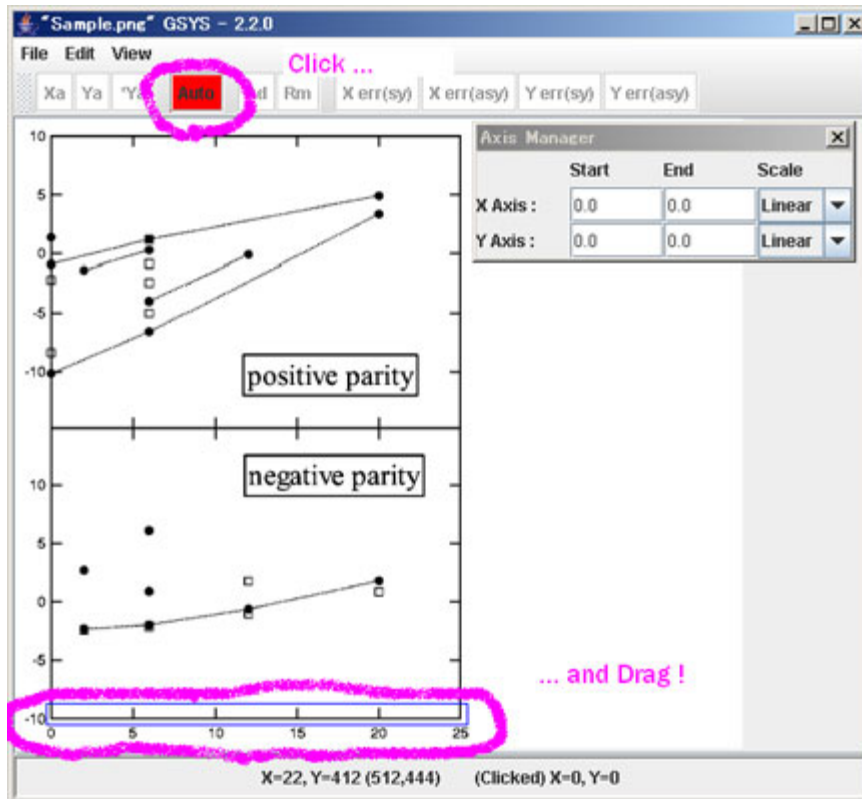 "Sample.png" GSYS - 2.2.0
File Edit View
Click ...
Xa Ya Auto Rm X err(sy) X err(asy) Y err(sy) Y err(asy)
Axis Manager
Start End Scale
X Axis : 0.0 0.0 Linear
Y Axis : 0.0 0.0 Linear
10
5
0
-5
-10
positive parity
negative parity
10
5
0
-5
... and Drag !
-10
0 5 10 15 20 25
X=22, Y=412 (512,444) (Clicked) X=0, Y=0